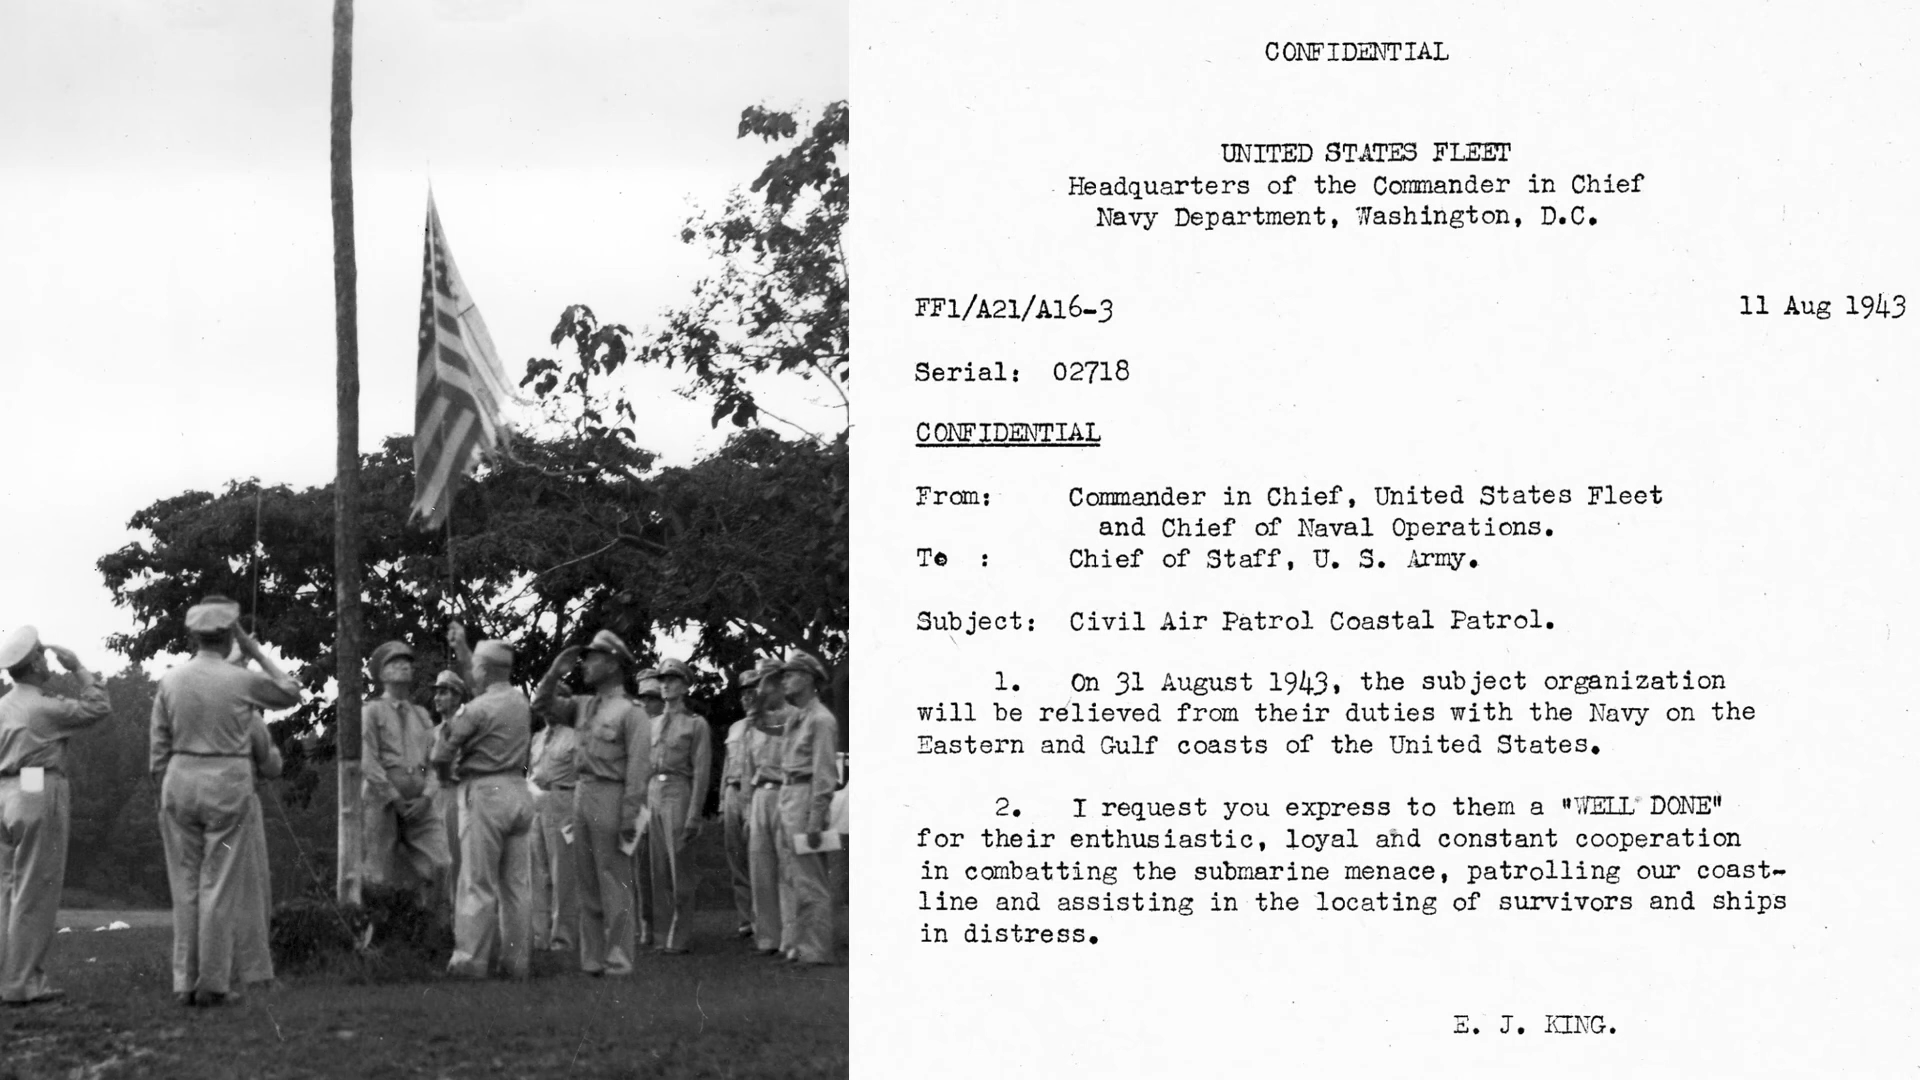 CONFIDENTIAL
UNITED STATES FLEET
Headquarters of the Commander in Chief
Navy Department, Washington, D.C.
FF1/A21/A16-3 11 Aug 1943
Serial: 02718
CONFIDENTIAL
From: Commander in Chief, United States Fleet
and Chief of Naval Operations.
To : Chief of Staff, U. S. Army.
Subject: Civil Air Patrol Coastal Patrol.
1. On 31 August 1943, the subject organization
will be relieved from their duties with the Navy on the
Eastern and Gulf coasts of the United States.
2. I request you express to them a "WELL DONE"
for their enthusiastic, loyal and constant cooperation
in combatting the submarine menace, patrolling our coast-
line and assisting in the locating of survivors and ships
in distress.
E. J. KING.